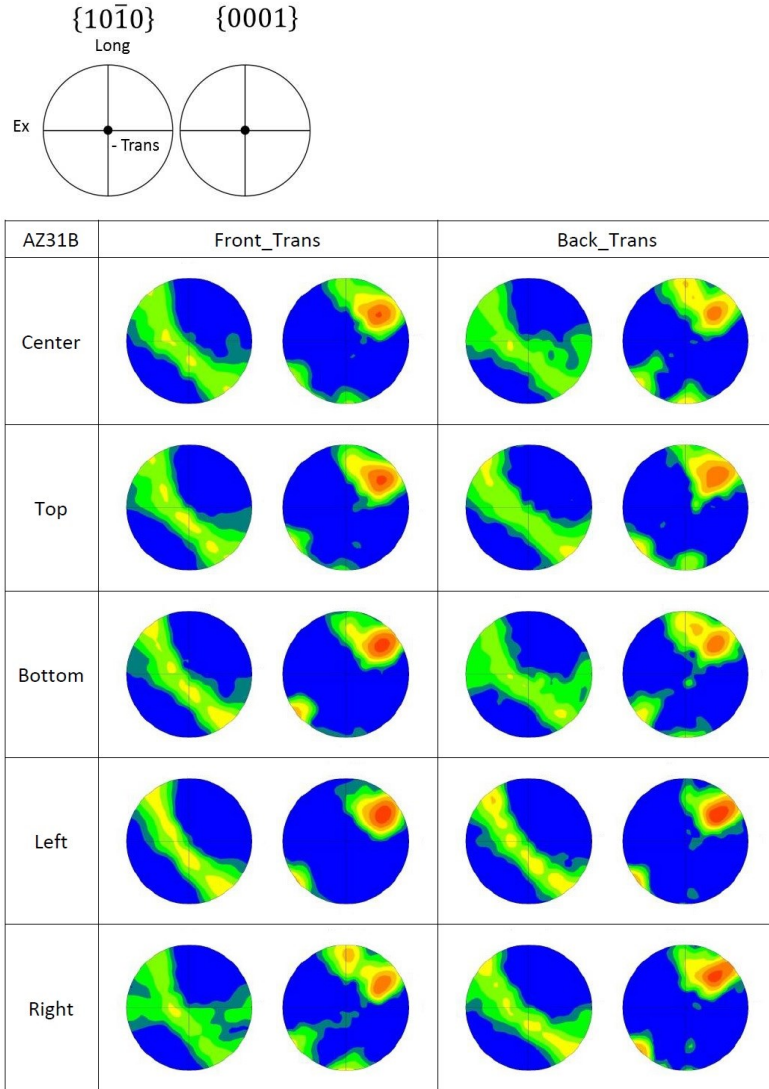 {101̅0} {0001}
Long
Ex
- Trans
AZ31B Front_Trans Back_Trans
Center
Top
Bottom
Left
Right